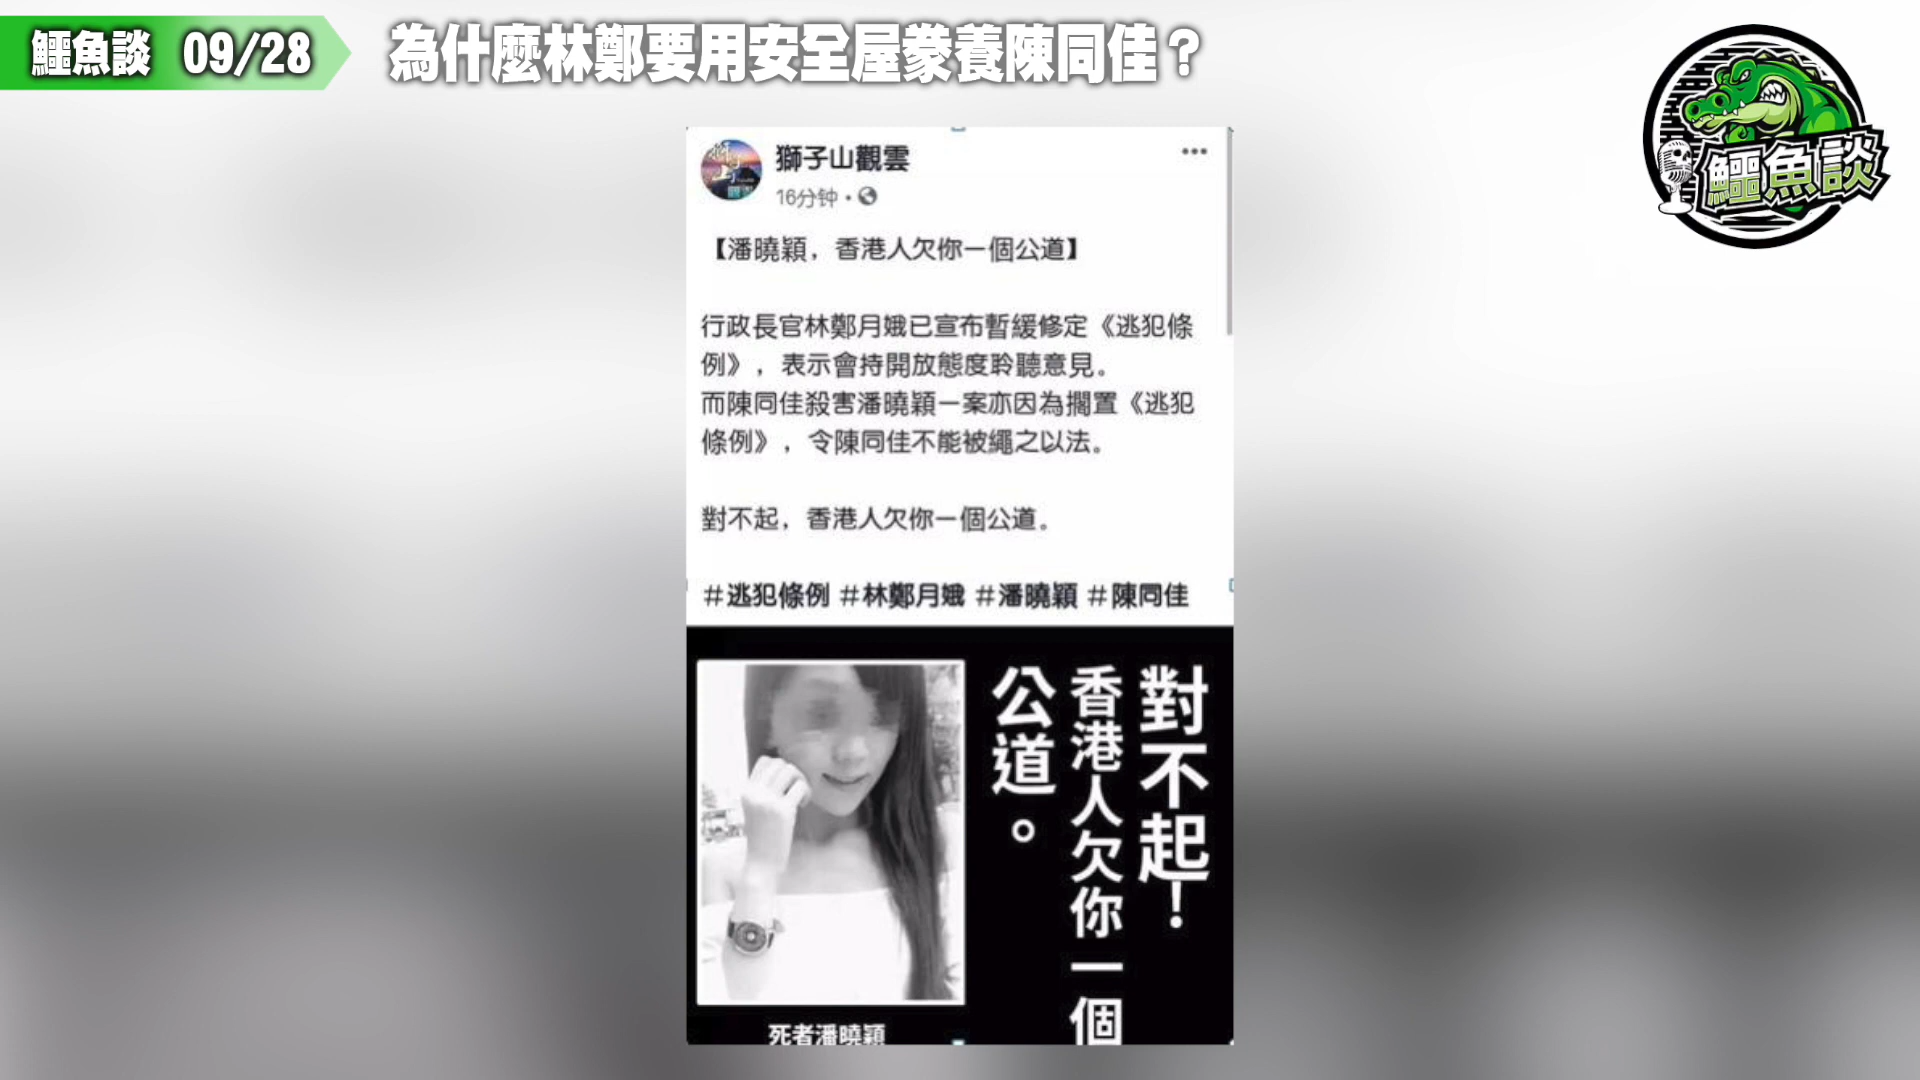 鱷魚談 09/28
為什麼林鄭要用安全屋豢養陳同佳？
鱷魚談
獅子山觀雲
16分钟
【潘曉穎，香港人欠你一個公道】
行政長官林鄭月娥已宣布暫緩修定《逃犯條
例》，表示會持開放態度聆聽意見。
而陳同佳殺害潘曉穎一案亦因為擱置《逃犯
條例》，令陳同佳不能被繩之以法。
對不起，香港人欠你一個公道。
#逃犯條例 #林鄭月娥 #潘曉穎 #陳同佳
對不起！
香港人欠你一個
公道。
死者潘曉穎